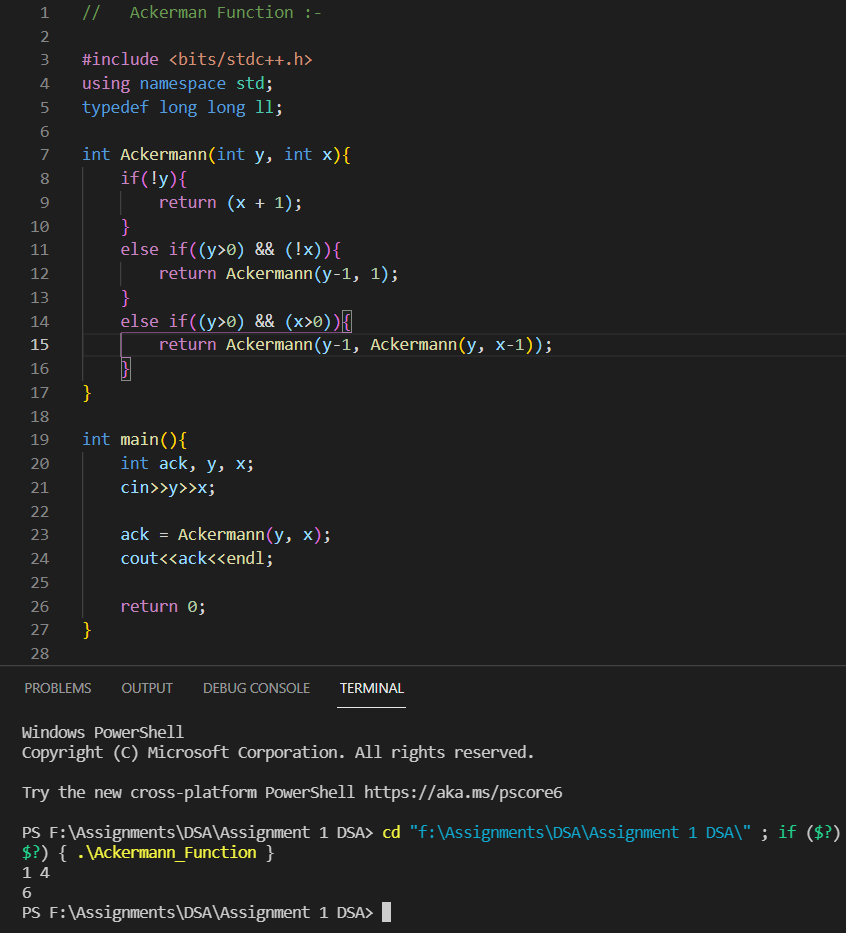 1 // Ackerman Function :-
2
3 #include <bits/stdc++.h>
4 using namespace std;
5 typedef long long ll;
6
7 int Ackermann(int y, int x){
8     if(!y){
9         return (x + 1);
10     }
11     else if((y>0) && (!x)){
12         return Ackermann(y-1, 1);
13     }
14     else if((y>0) && (x>0)){
15         return Ackermann(y-1, Ackermann(y, x-1));
16     }
17 }
18
19 int main(){
20     int ack, y, x;
21     cin>>y>>x;
22
23     ack = Ackermann(y, x);
24     cout<<ack<<endl;
25
26     return 0;
27 }
28
PROBLEMS OUTPUT DEBUG CONSOLE TERMINAL
Windows PowerShell
Copyright (C) Microsoft Corporation. All rights reserved.
Try the new cross-platform PowerShell https://aka.ms/pscore6
PS F:\Assignments\DSA\Assignment 1 DSA> cd "f:\Assignments\DSA\Assignment 1 DSA\" ; if ($?)
$?) { .\Ackermann_Function }
1 4
6
PS F:\Assignments\DSA\Assignment 1 DSA>